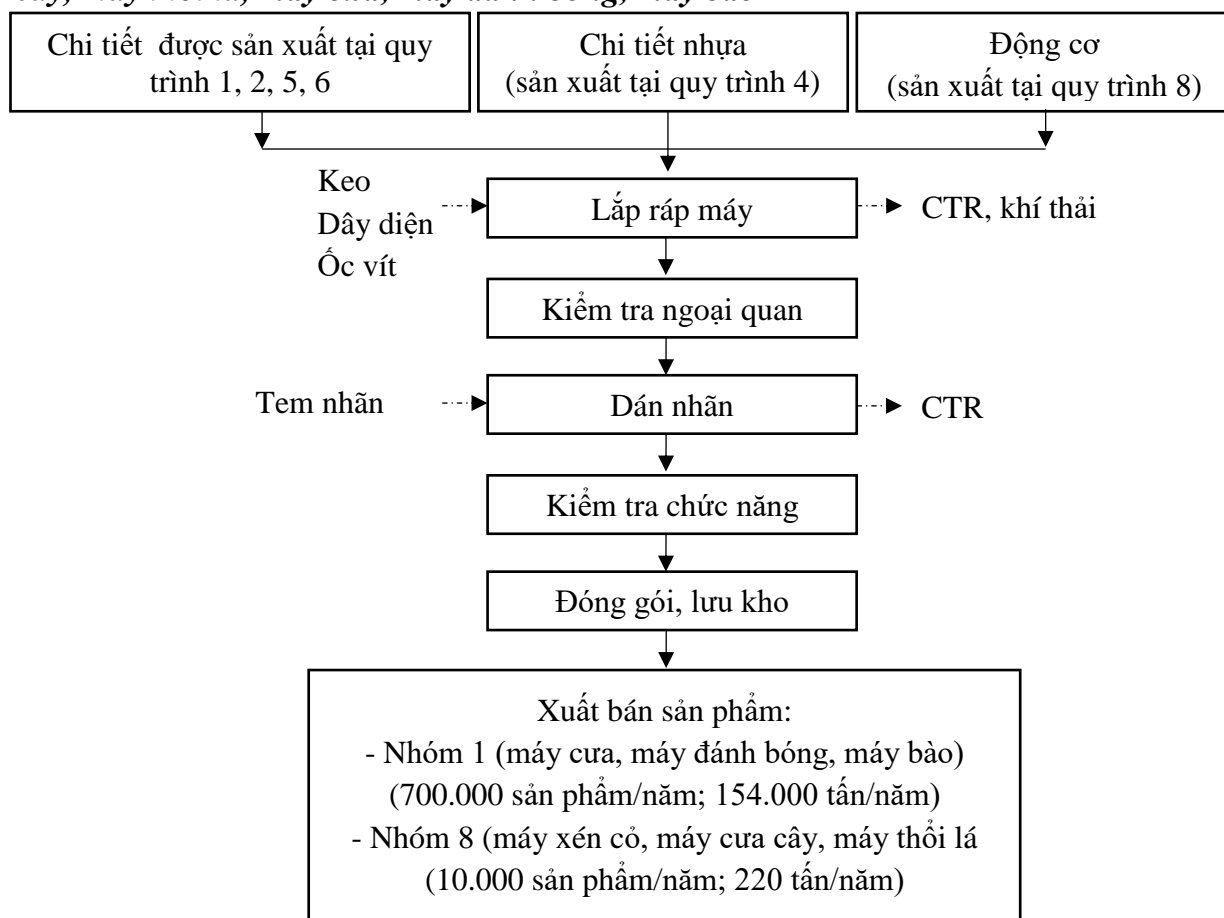 Chi tiết được sản xuất tại quy
trình 1, 2, 5, 6
Chi tiết nhựa
(sản xuất tại quy trình 4)
Động cơ
(sản xuất tại quy trình 8)
Keo
Dây diện
Ốc vít
Lắp ráp máy
CTR, khí thải
Kiểm tra ngoại quan
Tem nhãn
Dán nhãn
CTR
Kiểm tra chức năng
Đóng gói, lưu kho
Xuất bán sản phẩm:
- Nhóm 1 (máy cưa, máy đánh bóng, máy bào)
(700.000 sản phẩm/năm; 154.000 tấn/năm)
- Nhóm 8 (máy xén cỏ, máy cưa cây, máy thổi lá
(10.000 sản phẩm/năm; 220 tấn/năm)